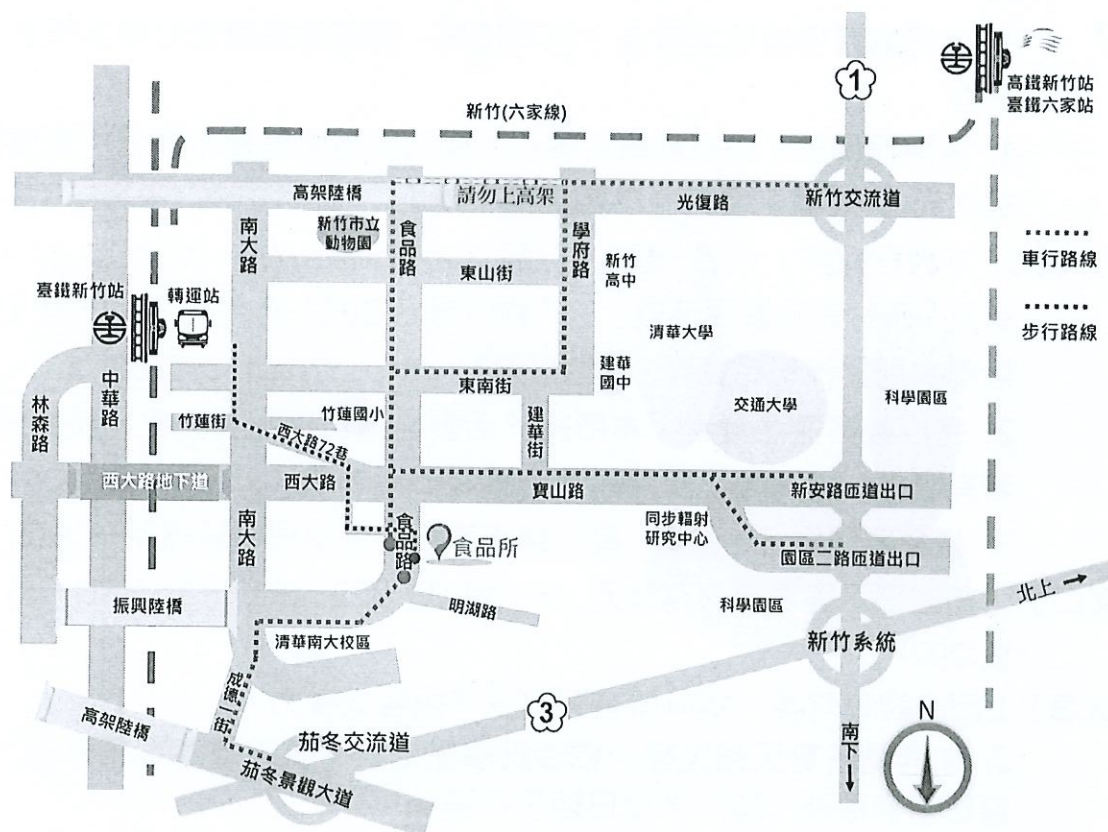 高鐵新竹站
臺鐵六家站
1
新竹(六家線)
高架陸橋
請勿上高架
光復路
新竹交流道
南大路
新竹市立
動物園
食品路
學府路
東山街
新竹
高中
車行路線
步行路線
臺鐵新竹站
轉運站
清華大學
中華路
林森路
東南街
建華
國中
竹蓮街
竹蓮國小
建華街
交通大學
科學園區
西大路72巷
西大路地下道
西大路
寶山路
新安路匝道出口
南大路
食品路
食品所
同步輻射
研究中心
園區二路匝道出口
振興陸橋
明湖路
科學園區
北上
清華南大校區
新竹系統
成德一街
高架陸橋
3
茄冬交流道
茄冬景觀大道
南下
N